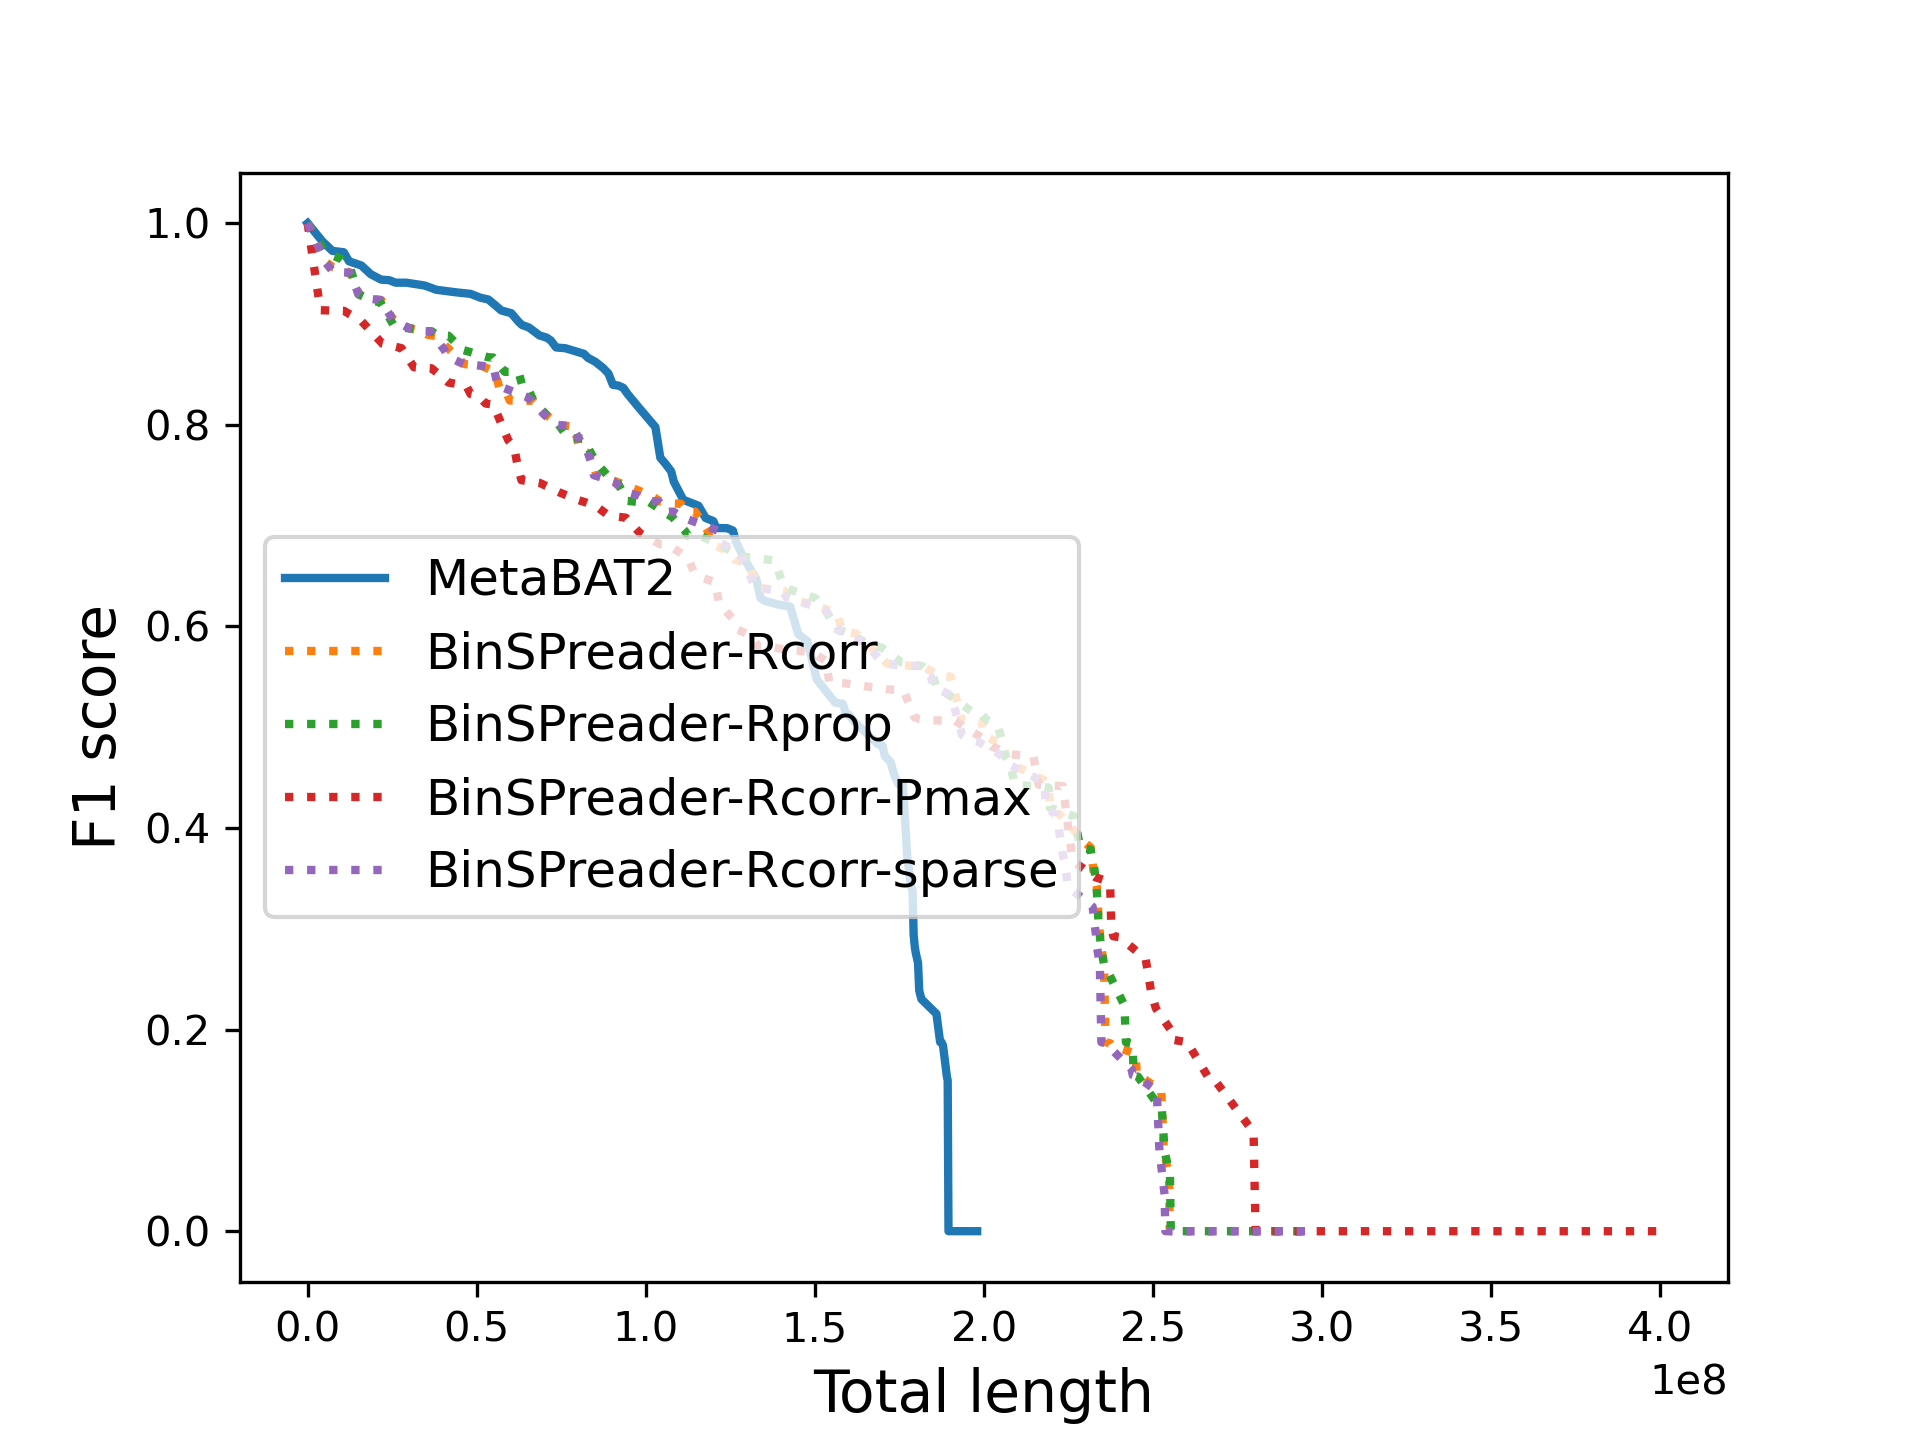 1.0
0.8
0.6
0.4
0.2
0.0
F1 score
MetaBAT2
BinSPreader-Rcorr
BinSPreader-Rprop
BinSPreader-Rcorr-Pmax
BinSPreader-Rcorr-sparse
0.0 0.5 1.0 1.5 2.0 2.5 3.0 3.5 4.0
1e8
Total length